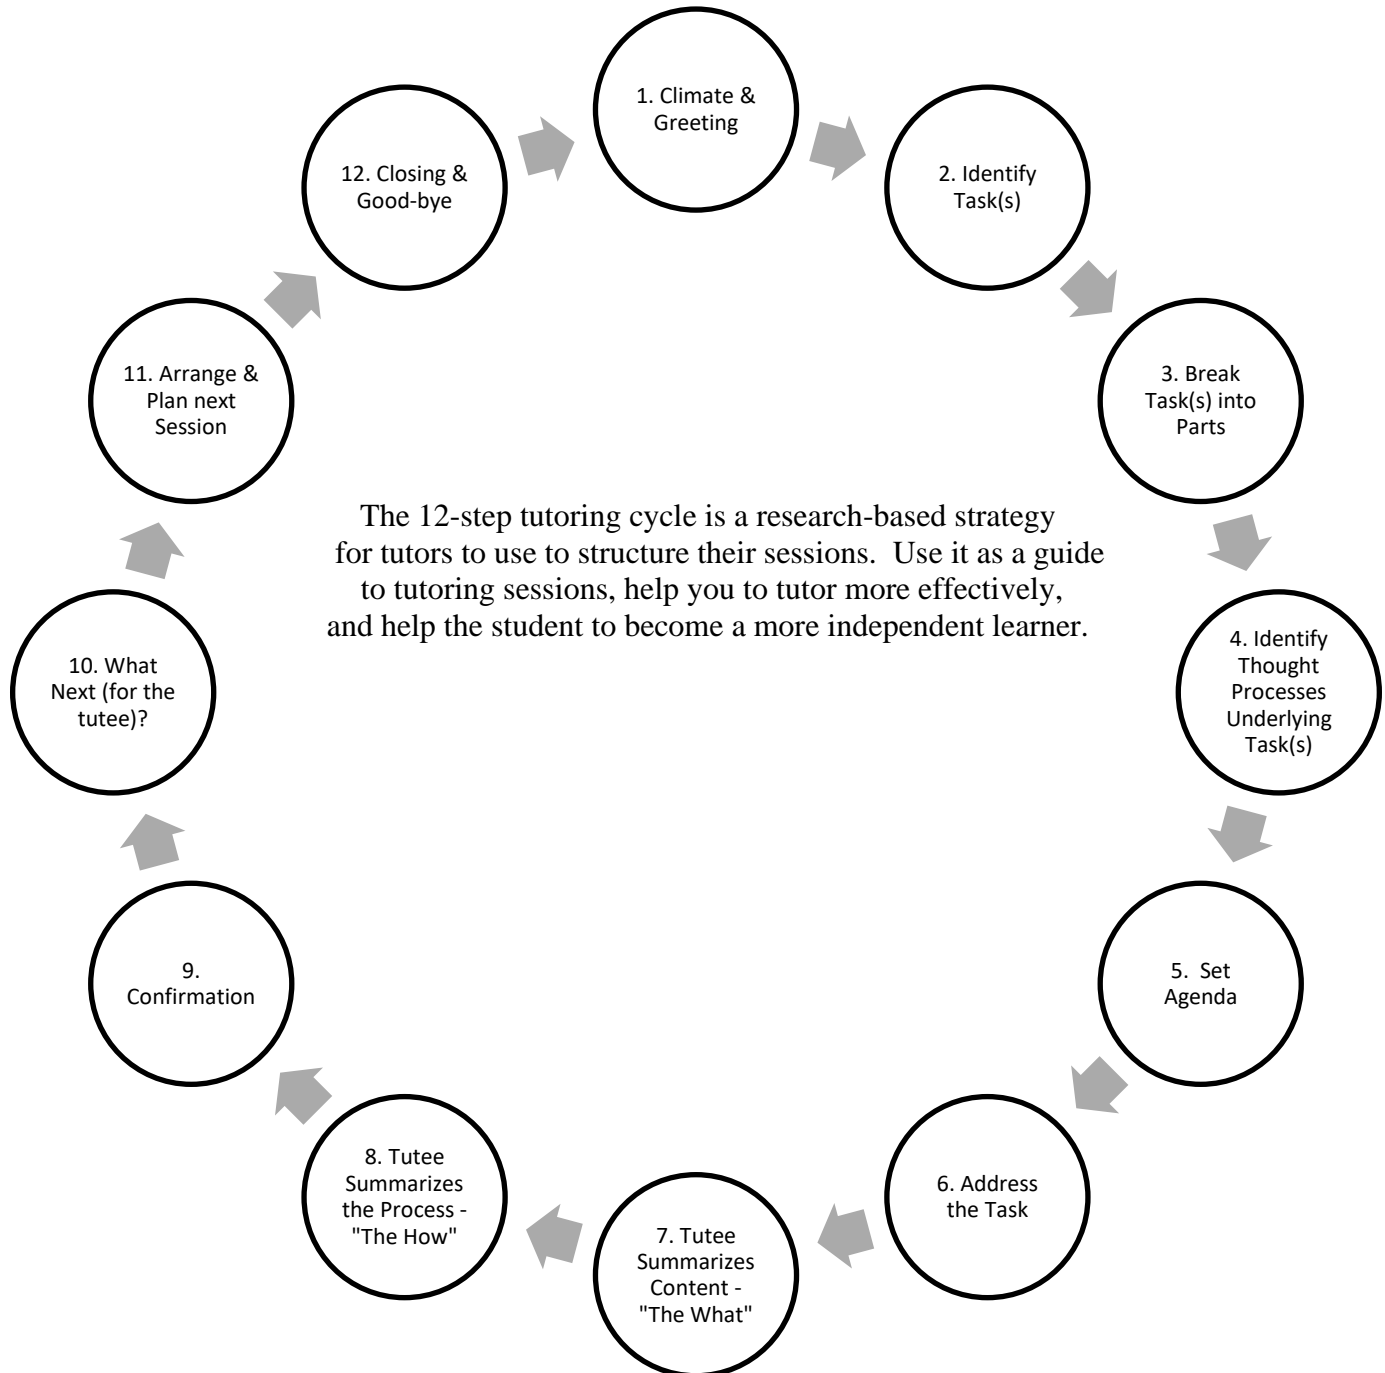 1. Climate &
Greeting
2. Identify
Task(s)
3. Break
Task(s) into
Parts
4. Identify
Thought
Processes
Underlying
Task(s)
5.  Set
Agenda
6. Address
the Task
7. Tutee
Summarizes
Content -
"The What"
8. Tutee
Summarizes
the Process -
"The How"
9.
Confirmation
10. What
Next (for the
tutee)?
11. Arrange &
Plan next
Session
12. Closing &
Good-bye
The 12-step tutoring cycle is a research-based strategy
for tutors to use to structure their sessions.  Use it as a guide
to tutoring sessions, help you to tutor more effectively,
and help the student to become a more independent learner.